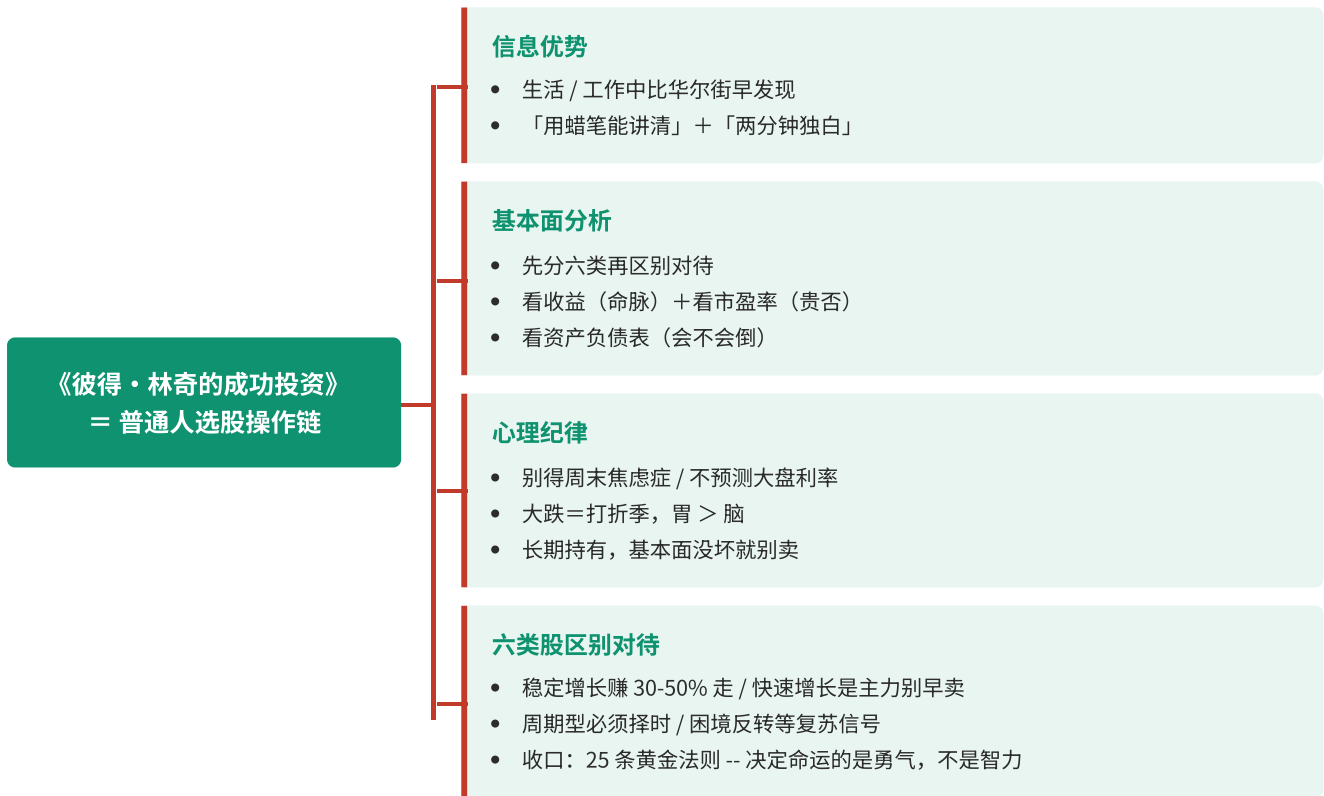 《彼得·林奇的成功投资》
＝ 普通人选股操作链
信息优势
• 生活 / 工作中比华尔街早发现
• 「用蜡笔能讲清」＋「两分钟独白」
基本面分析
• 先分六类再区别对待
• 看收益（命脉）＋看市盈率（贵否）
• 看资产负债表（会不会倒）
心理纪律
• 别得周末焦虑症 / 不预测大盘利率
• 大跌＝打折季，胃 ＞ 脑
• 长期持有，基本面没坏就别卖
六类股区别对待
• 稳定增长赚 30-50% 走 / 快速增长是主力别早卖
• 周期型必须择时 / 困境反转等复苏信号
• 收口：25 条黄金法则 -- 决定命运的是勇气，不是智力